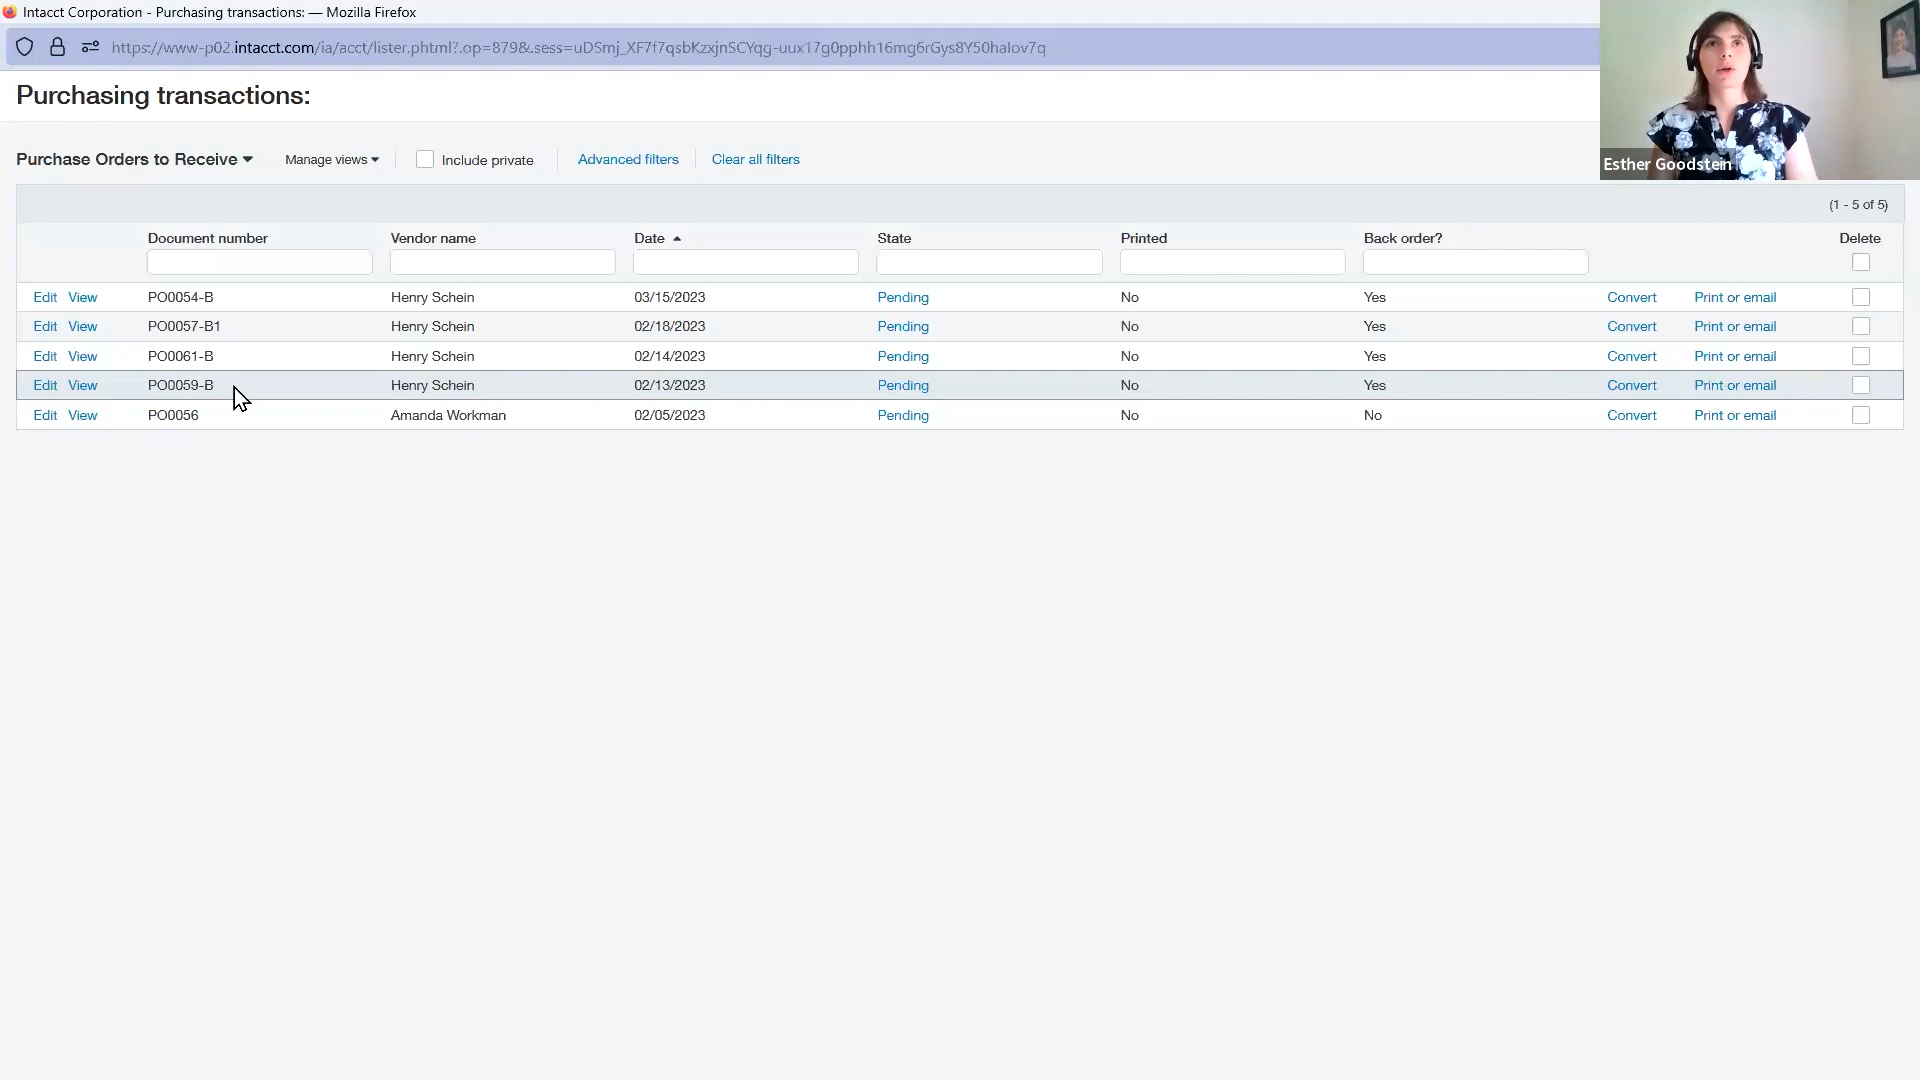 Intacct Corporation - Purchasing transactions: — Mozilla Firefox
https://www-p02.intacct.com/ia/acct/lister.phtml?.op=879&.sess=uDSmj_XF7f7qsbKzxjnSCYqg-uux17g0pphh16mg6rGys8Y50haIov7q
Purchasing transactions:
Purchase Orders to Receive Manage views Include private Advanced filters Clear all filters
Esther Goodstein
(1 - 5 of 5)
Document number Vendor name Date State Printed Back order? Delete
Edit View PO0054-B Henry Schein 03/15/2023 Pending No Yes Convert Print or email
Edit View PO0057-B1 Henry Schein 02/18/2023 Pending No Yes Convert Print or email
Edit View PO0061-B Henry Schein 02/14/2023 Pending No Yes Convert Print or email
Edit View PO0059-B Henry Schein 02/13/2023 Pending No Yes Convert Print or email
Edit View PO0056 Amanda Workman 02/05/2023 Pending No No Convert Print or email